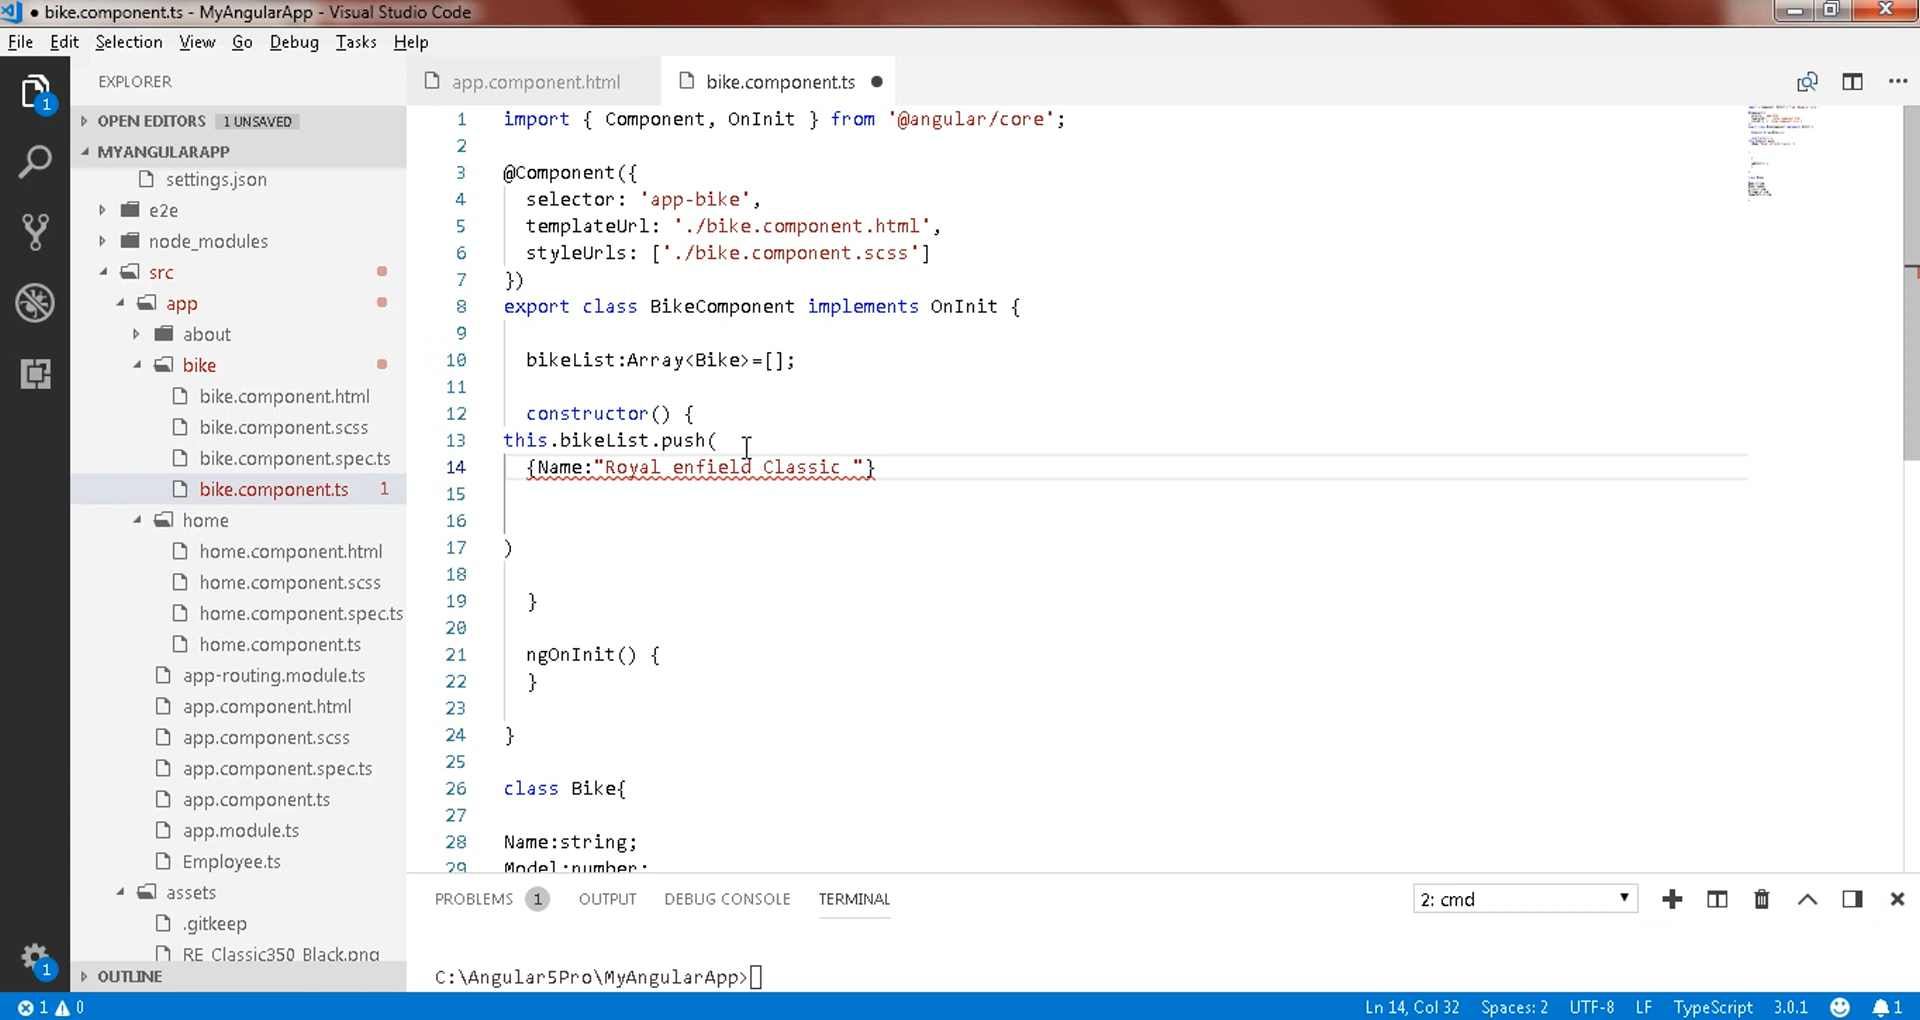 bike.component.ts - MyAngularApp - Visual Studio Code
File Edit Selection View Go Debug Tasks Help
1
EXPLORER
OPEN EDITORS 1 UNSAVED
MYANGULARAPP
settings.json
e2e
node_modules
src
app
about
bike
bike.component.html
bike.component.scss
bike.component.spec.ts
bike.component.ts 1
home
home.component.html
home.component.scss
home.component.spec.ts
home.component.ts
app-routing.module.ts
app.component.html
app.component.scss
app.component.spec.ts
app.component.ts
app.module.ts
Employee.ts
assets
.gitkeep
RE_Classic350_Black.png
OUTLINE
1
app.component.html bike.component.ts
1 import { Component, OnInit } from '@angular/core';
2
3 @Component({
4 selector: 'app-bike',
5 templateUrl: './bike.component.html',
6 styleUrls: ['./bike.component.scss']
7 })
8 export class BikeComponent implements OnInit {
9
10 bikeList:Array<Bike>=[];
11
12 constructor() {
13 this.bikeList.push(
14 {Name:"Royal enfield Classic "}
15
16
17 )
18
19 }
20
21 ngOnInit() {
22 }
23
24 }
25
26 class Bike{
27
28 Name:string;
29 Model:number;
PROBLEMS 1 OUTPUT DEBUG CONSOLE TERMINAL 2: cmd
C:\Angular5Pro\MyAngularApp>
1 0 Ln 14, Col 32 Spaces: 2 UTF-8 LF TypeScript 3.0.1 1